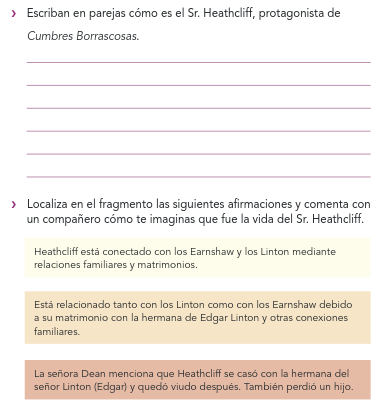 › Escriban en parejas cómo es el Sr. Heathcliff, protagonista de
Cumbres Borrascosas.
› Localiza en el fragmento las siguientes afirmaciones y comenta con
un compañero cómo te imaginas que fue la vida del Sr. Heathcliff.
Heathcliff está conectado con los Earnshaw y los Linton mediante
relaciones familiares y matrimonios.
Está relacionado tanto con los Linton como con los Earnshaw debido
a su matrimonio con la hermana de Edgar Linton y otras conexiones
familiares.
La señora Dean menciona que Heathcliff se casó con la hermana del
señor Linton (Edgar) y quedó viudo después. También perdió un hijo.